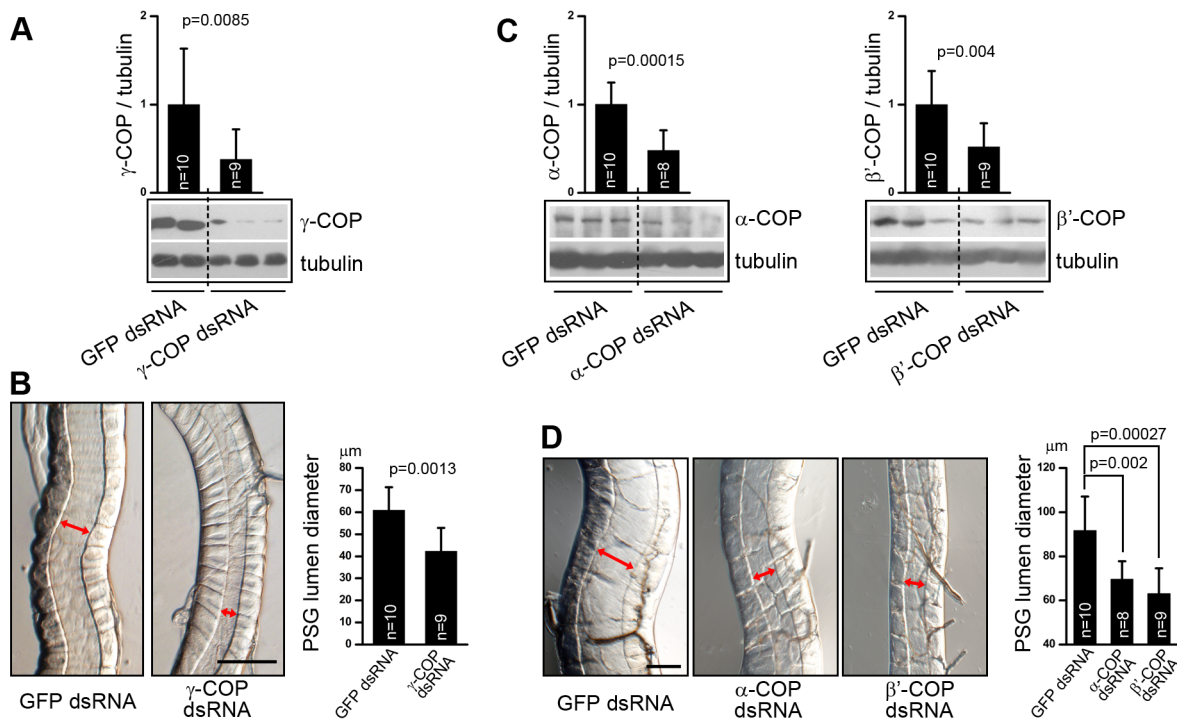 A
γ-COP / tubulin
2
1
0
p=0.0085
n=10
n=9
γ-COP
tubulin
GFP dsRNA
γ-COP dsRNA
C
α-COP / tubulin
2
1
0
p=0.00015
n=10
n=8
α-COP
tubulin
GFP dsRNA
α-COP dsRNA
β'-COP / tubulin
2
1
0
p=0.004
n=10
n=9
β'-COP
tubulin
GFP dsRNA
β'-COP dsRNA
B
GFP dsRNA
γ-COP
dsRNA
μm
PSG lumen diameter
80
70
60
50
40
30
20
10
0
p=0.0013
n=10
n=9
GFP dsRNA
γ-COP
dsRNA
D
GFP dsRNA
α-COP
dsRNA
β'-COP
dsRNA
μm
PSG lumen diameter
120
100
80
60
40
p=0.00027
p=0.002
n=10
n=8
n=9
GFP dsRNA
α-COP
dsRNA
β'-COP
dsRNA